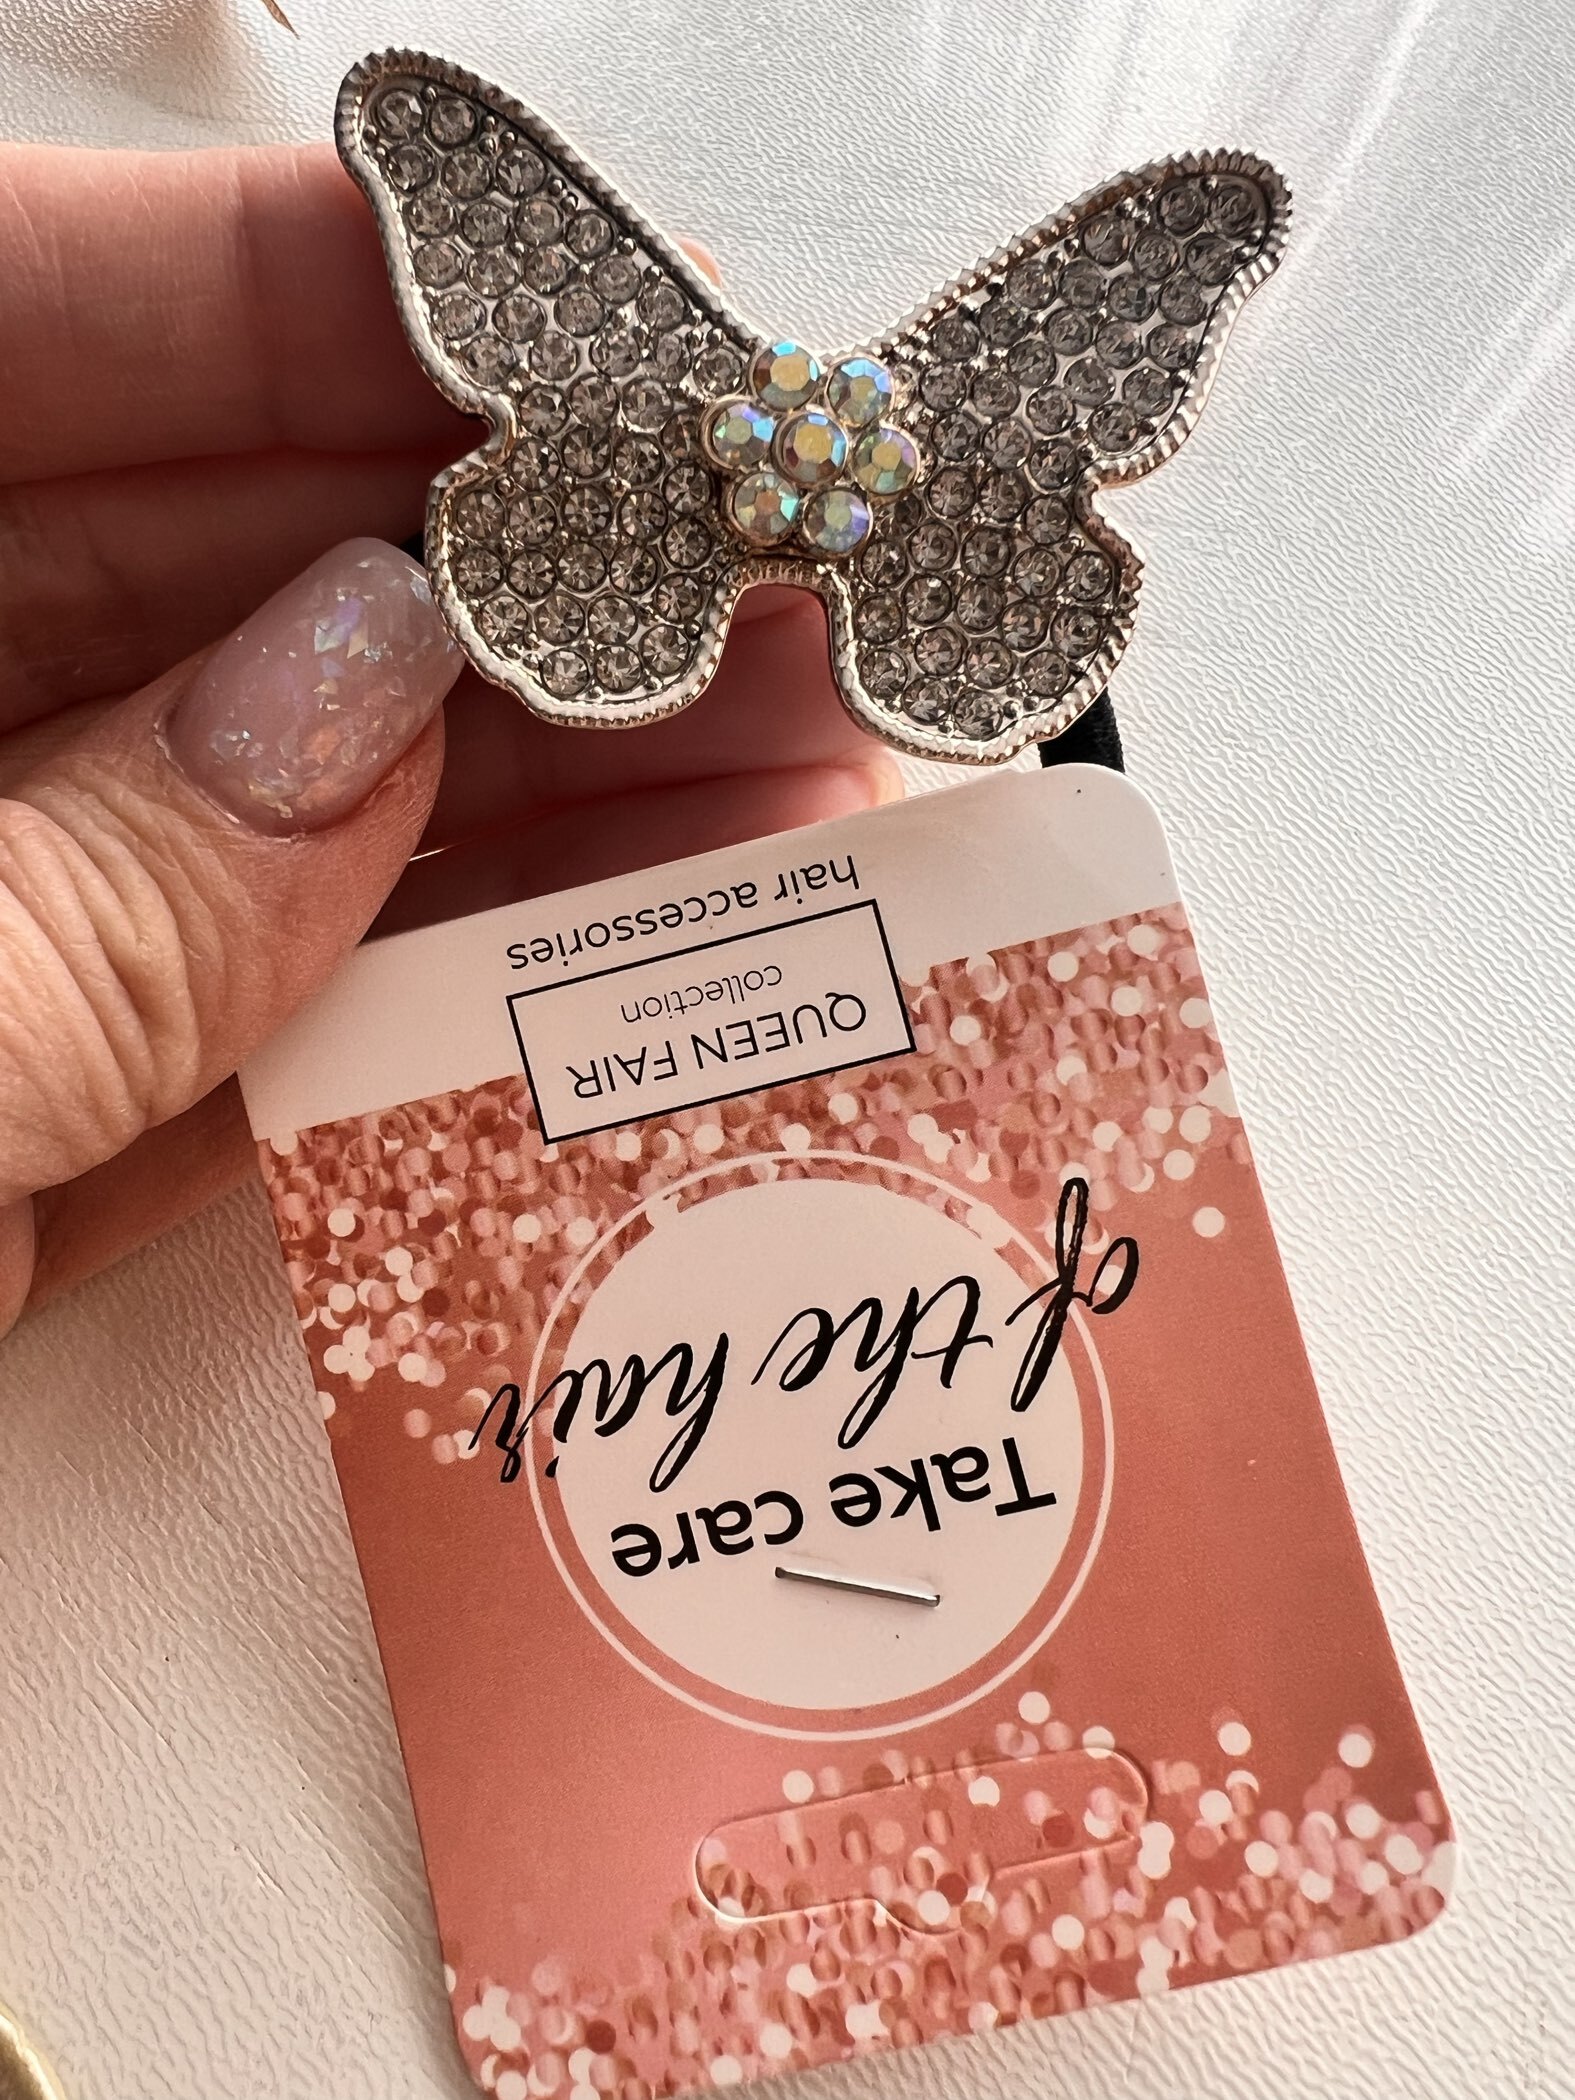 Take care
of the hair
QUEEN FAIR
collection
hair accessories